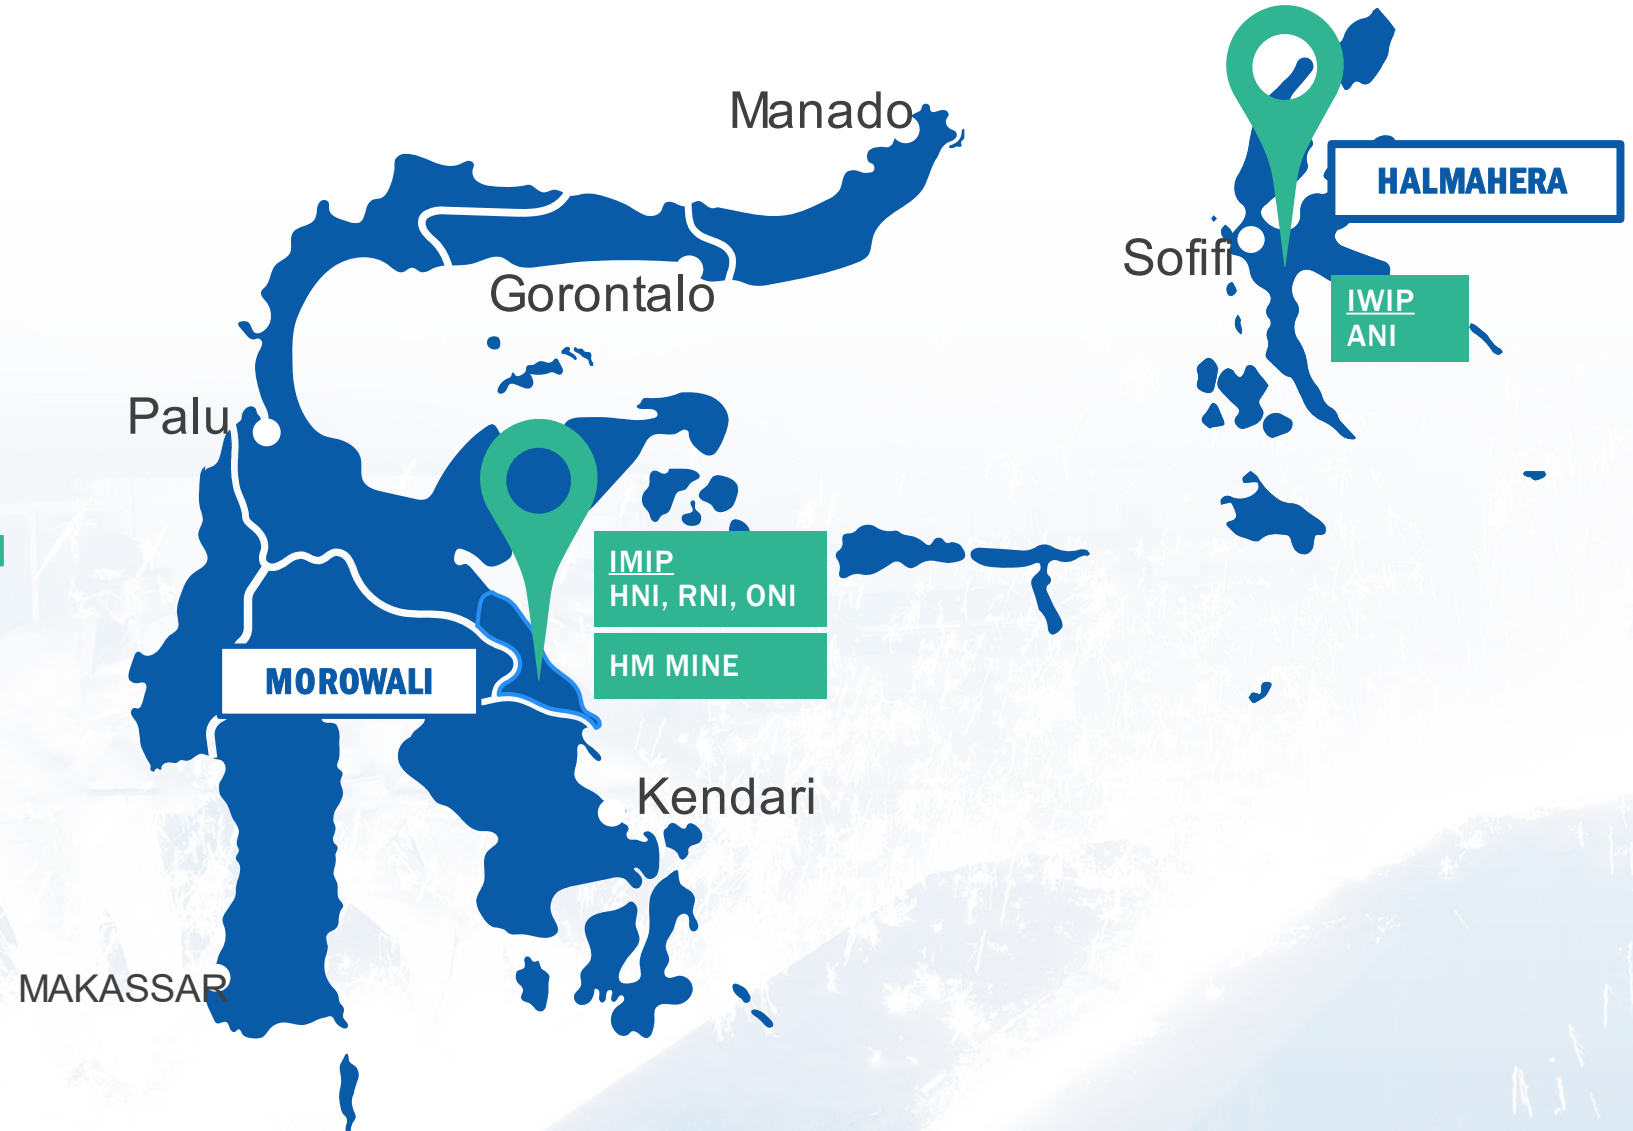 Manado
HALMAHERA
Sofifi
IWIP
ANI
Gorontalo
Palu
IMIP
HNI, RNI, ONI
HM MINE
MOROWALI
Kendari
MAKASSAR